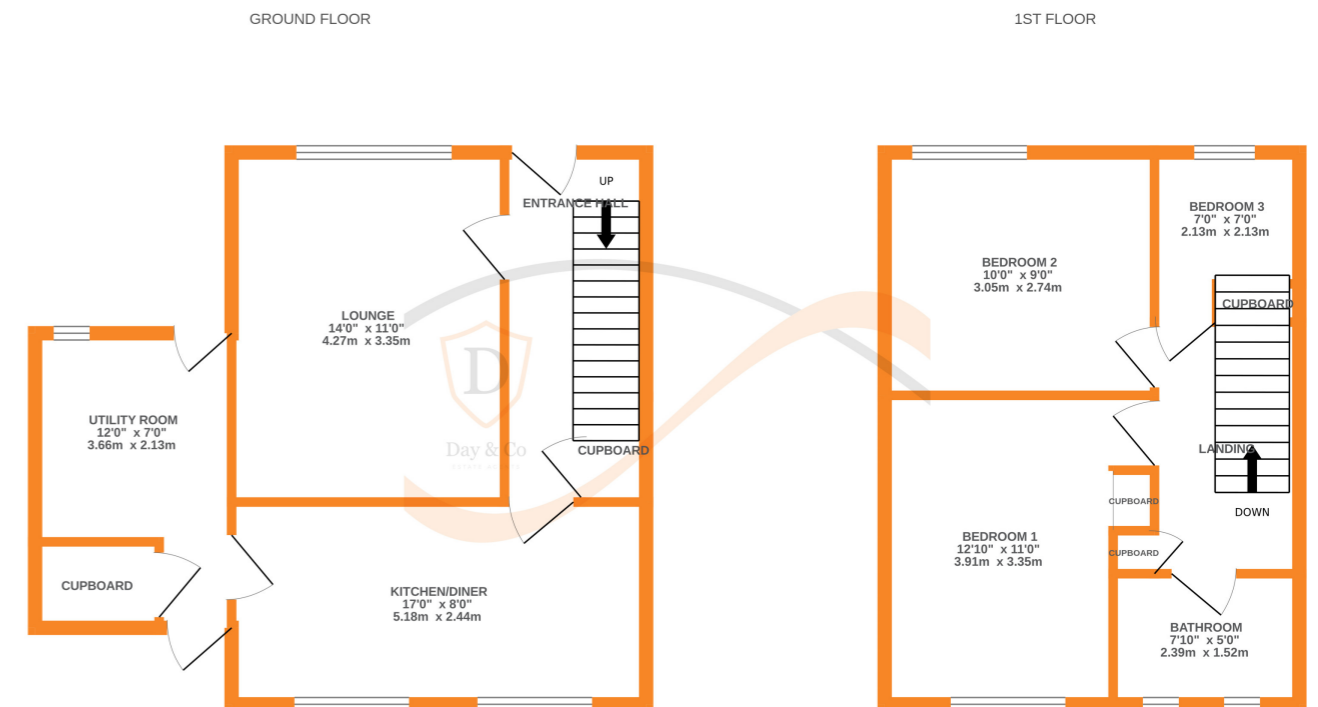 GROUND FLOOR
1ST FLOOR
UP
ENTRANCE HALL
LOUNGE
14'0" x 11'0"
4.27m x 3.35m
UTILITY ROOM
12'0" x 7'0"
3.66m x 2.13m
CUPBOARD
CUPBOARD
KITCHEN/DINER
17'0" x 8'0"
5.18m x 2.44m
D
Day & Co
ESTATE AGENTS
BEDROOM 3
7'0" x 7'0"
2.13m x 2.13m
BEDROOM 2
10'0" x 9'0"
3.05m x 2.74m
CUPBOARD
LANDING
DOWN
CUPBOARD
CUPBOARD
BEDROOM 1
12'10" x 11'0"
3.91m x 3.35m
BATHROOM
7'10" x 5'0"
2.39m x 1.52m